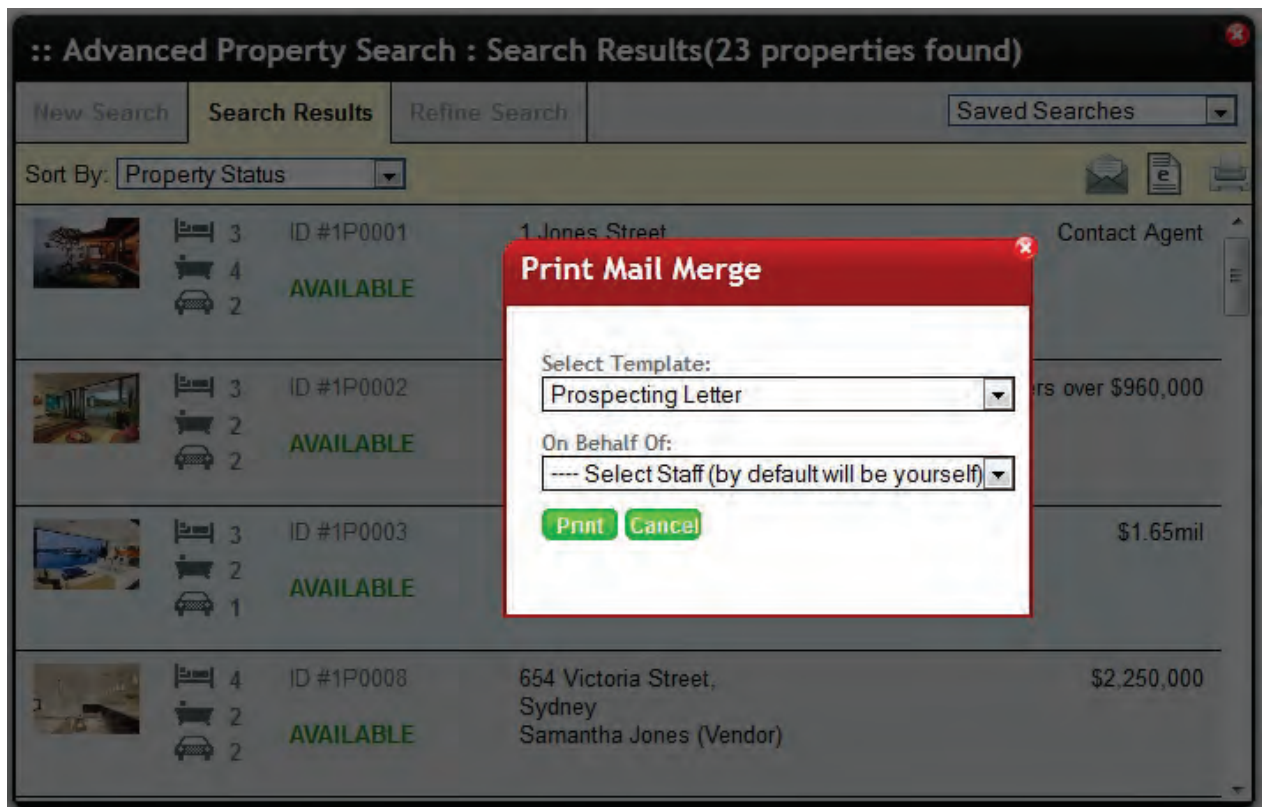 :: Advanced Property Search : Search Results(23 properties found)
New Search
Search Results
Refine Search
Saved Searches
Sort By:
Property Status
e
3
ID #1P0001
1 Jones Street
Contact Agent
4
AVAILABLE
2
Print Mail Merge
Select Template:
Prospecting Letter
On Behalf Of:
---- Select Staff (by default will be yourself)
Print
Cancel
3
ID #1P0002
ers over $960,000
2
AVAILABLE
2
3
ID #1P0003
$1.65mil
2
AVAILABLE
1
4
ID #1P0008
654 Victoria Street,
$2,250,000
Sydney
2
AVAILABLE
Samantha Jones (Vendor)
2